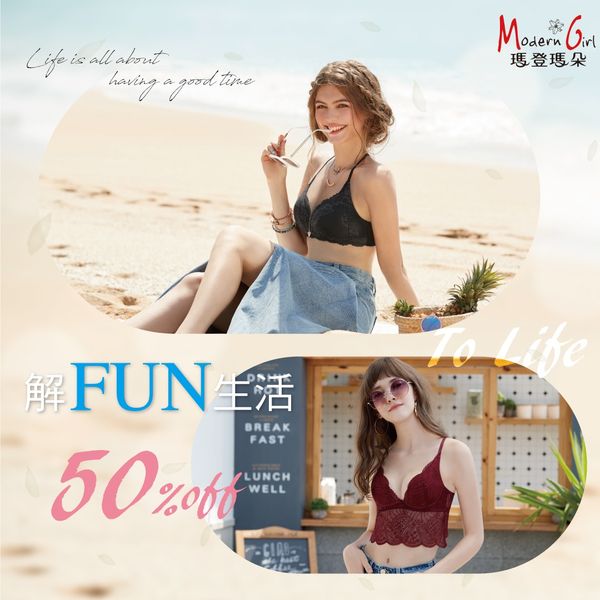 Modern Girl
瑪登瑪朵
Life is all about
having a good time
To Life
解FUN生活
50%off
BREAK
FAST
LUNCH
WELL